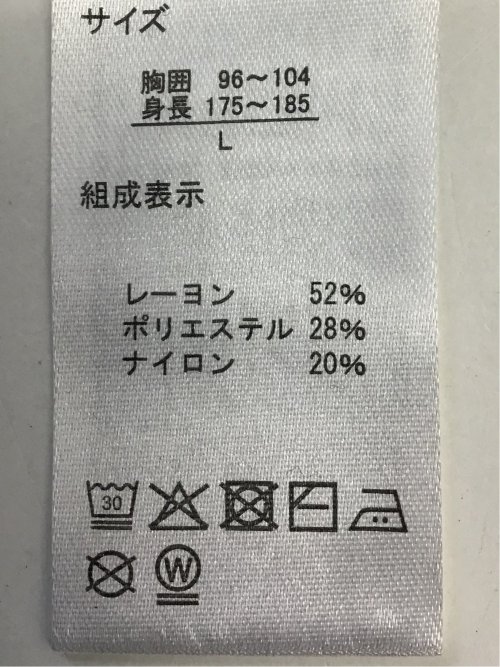 サイズ
胸囲 96～104
身長 175～185
L
組成表示
レーヨン 52%
ポリエステル 28%
ナイロン 20%
30
W